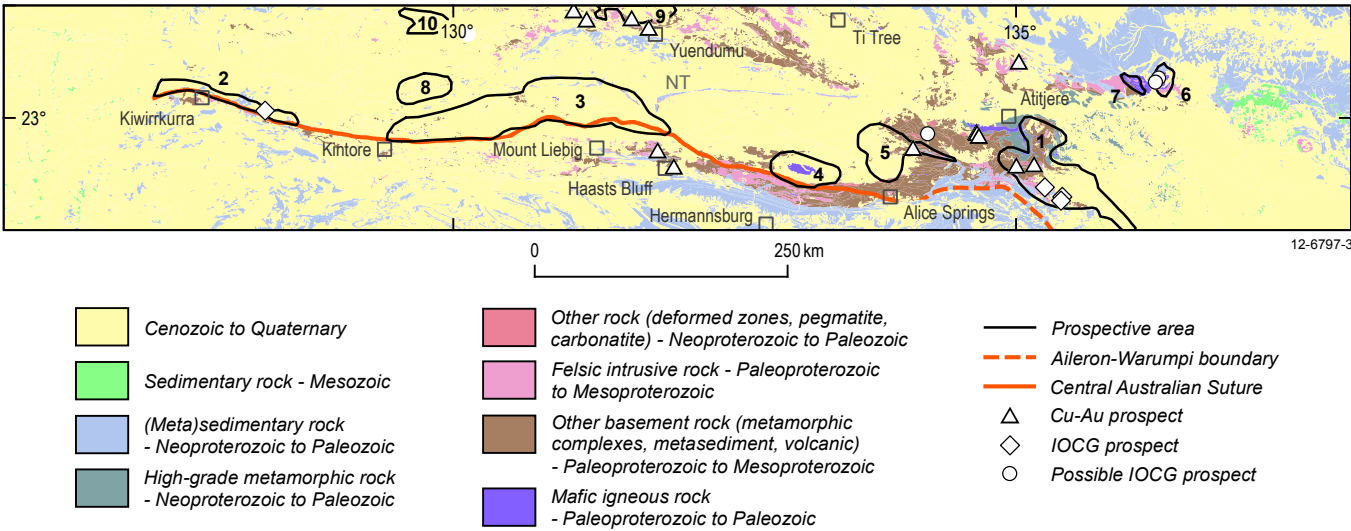 10
130°
9
Yuendumu
Ti Tree
135°
NT
2
8
3
7
6
23°
Kiwirrkurra
Atitjere
Kintore
Mount Liebig
5
1
Haasts Bluff
4
Hermannsburg
Alice Springs
12-6797-3
0
250 km
Cenozoic to Quaternary
Sedimentary rock - Mesozoic
(Meta)sedimentary rock
- Neoproterozoic to Paleozoic
High-grade metamorphic rock
- Neoproterozoic to Paleozoic
Other rock (deformed zones, pegmatite,
carbonatite) - Neoproterozoic to Paleozoic
Felsic intrusive rock - Paleoproterozoic
to Mesoproterozoic
Other basement rock (metamorphic
complexes, metasediment, volcanic)
- Paleoproterozoic to Mesoproterozoic
Mafic igneous rock
- Paleoproterozoic to Paleozoic
Prospective area
Aileron-Warumpi boundary
Central Australian Suture
Cu-Au prospect
IOCG prospect
Possible IOCG prospect